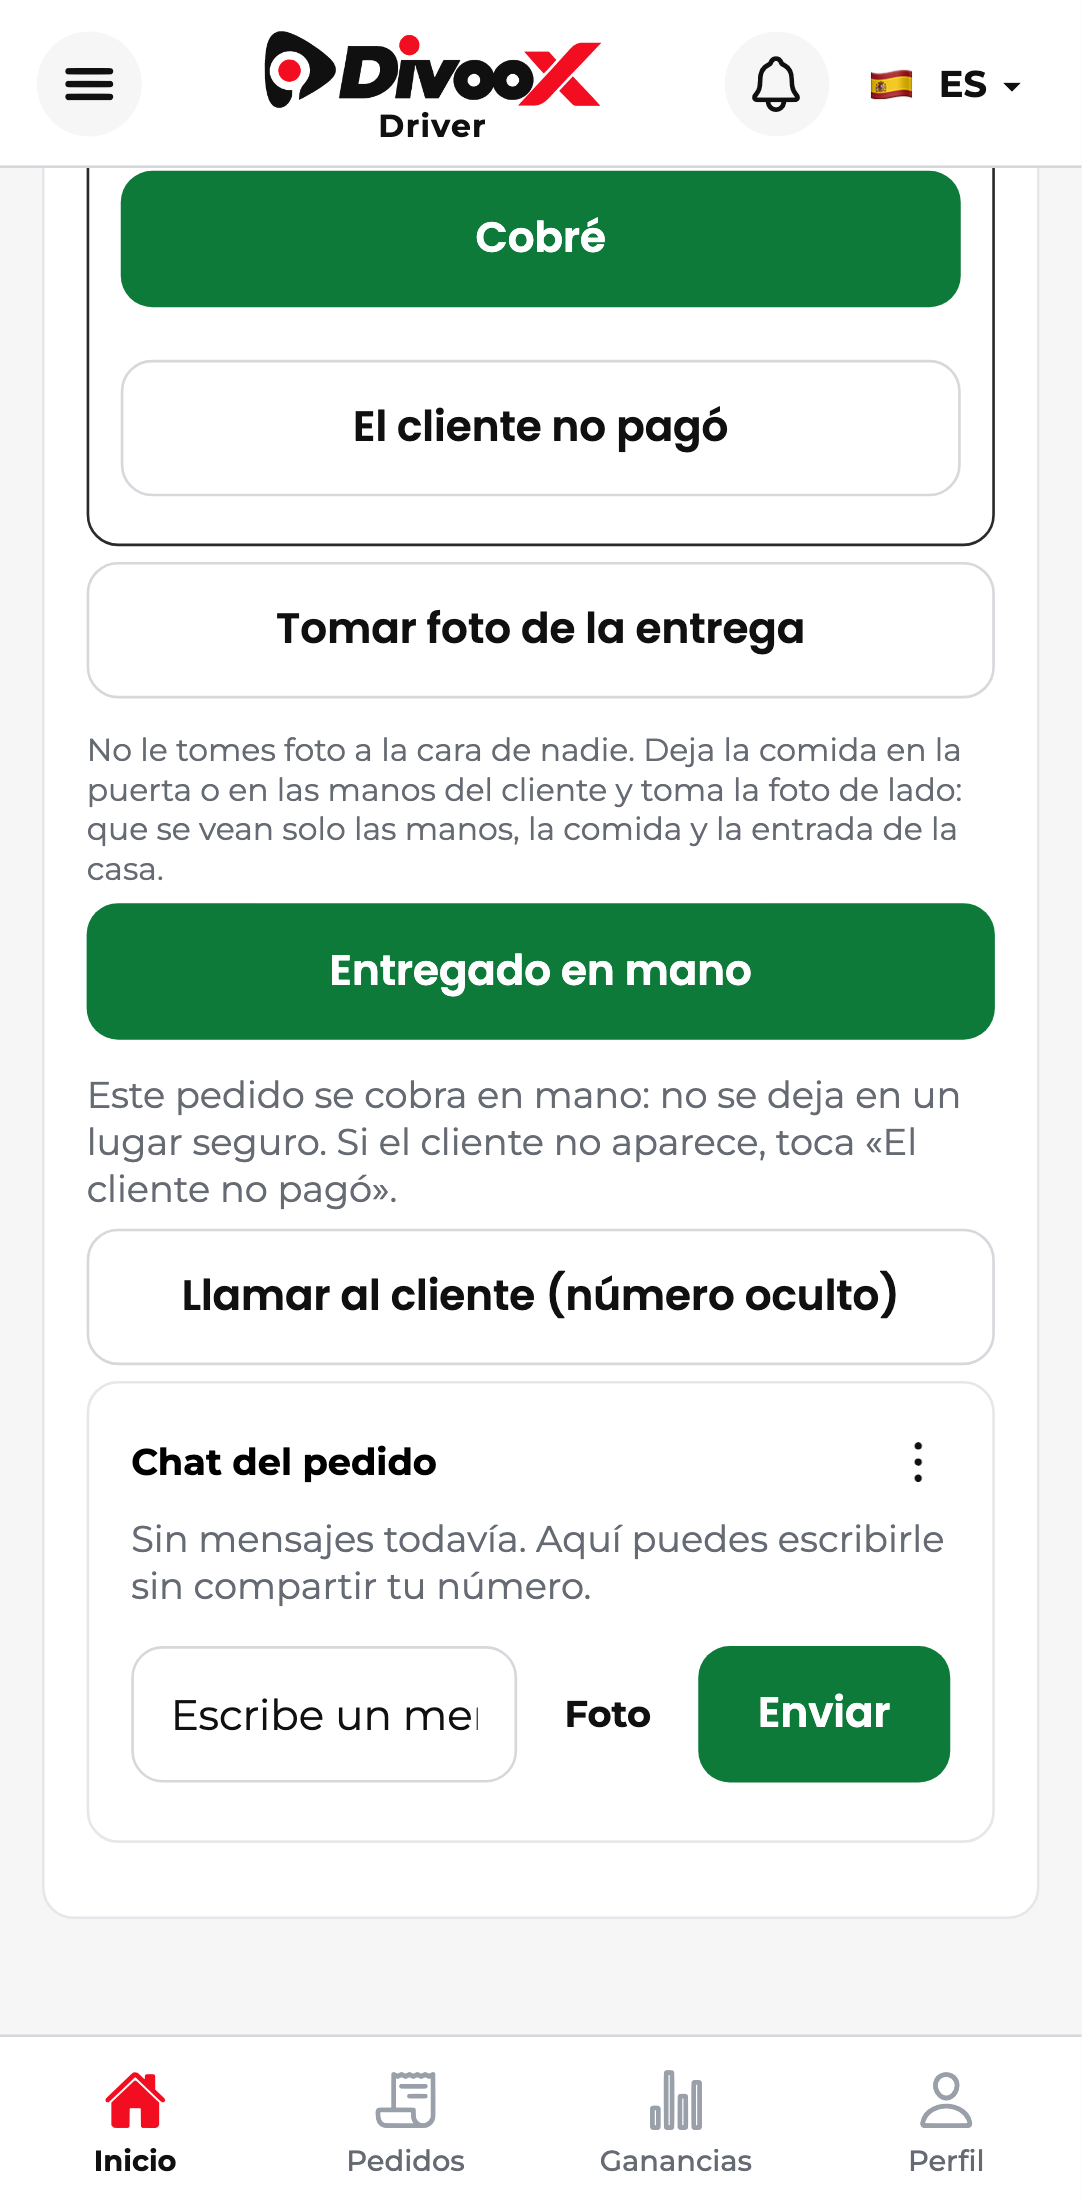 DivooX
Driver
ES
Cobré
El cliente no pagó
Tomar foto de la entrega
No le tomes foto a la cara de nadie. Deja la comida en la
puerta o en las manos del cliente y toma la foto de lado:
que se vean solo las manos, la comida y la entrada de la
casa.
Entregado en mano
Este pedido se cobra en mano: no se deja en un
lugar seguro. Si el cliente no aparece, toca «El
cliente no pagó».
Llamar al cliente (número oculto)
Chat del pedido
Sin mensajes todavía. Aquí puedes escribirle
sin compartir tu número.
Escribe un me
Foto
Enviar
Inicio
Pedidos
Ganancias
Perfil